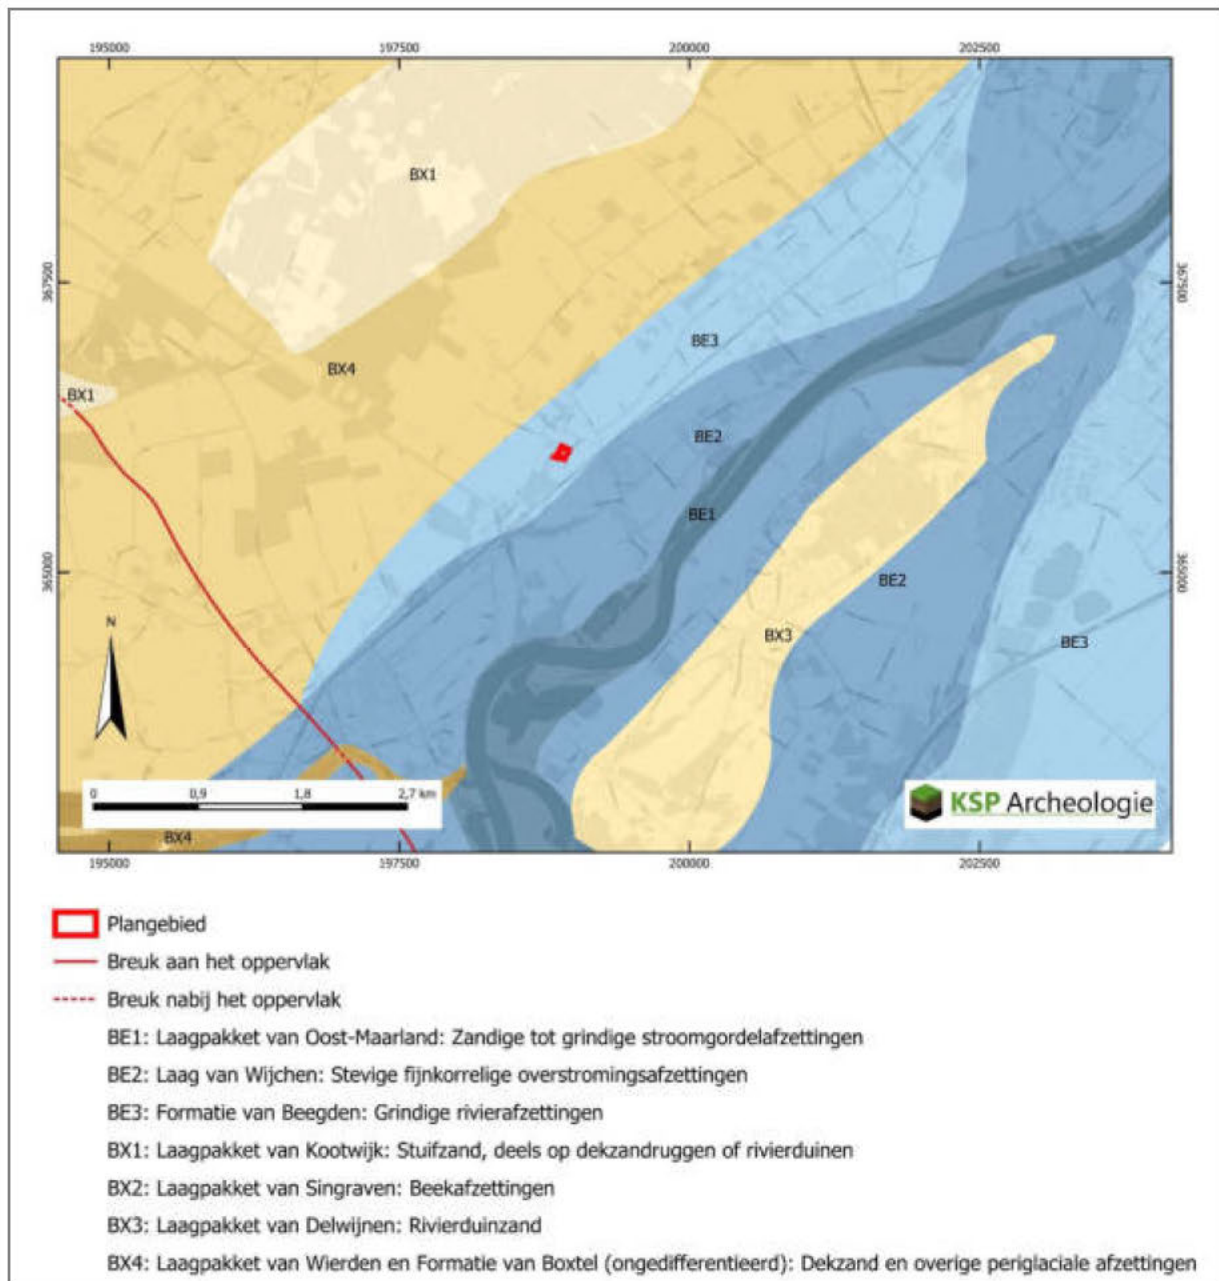 195000 197500 200000 202500
BX1
367500 367500
BE3
BX4
BX1
BE2
BE1
365000 365000
BE2
N
BX3
BE3
0 0,9 1,8 2,7 km
KSP Archeologie
BX4
195000 197500 200000 202500
Plangebied
Breuk aan het oppervlak
Breuk nabij het oppervlak
BE1: Laagpakket van Oost-Maarland: Zandige tot grindige stroomgordelafzettingen
BE2: Laag van Wijchen: Stevige fijnkorrelige overstromingsafzettingen
BE3: Formatie van Beegden: Grindige rivierafzettingen
BX1: Laagpakket van Kootwijk: Stuifzand, deels op dekzandruggen of rivierduinen
BX2: Laagpakket van Singraven: Beekafzettingen
BX3: Laagpakket van Delwijnen: Rivierduinzand
BX4: Laagpakket van Wierden en Formatie van Boxtel (ongedifferentieerd): Dekzand en overige periglaciale afzettingen